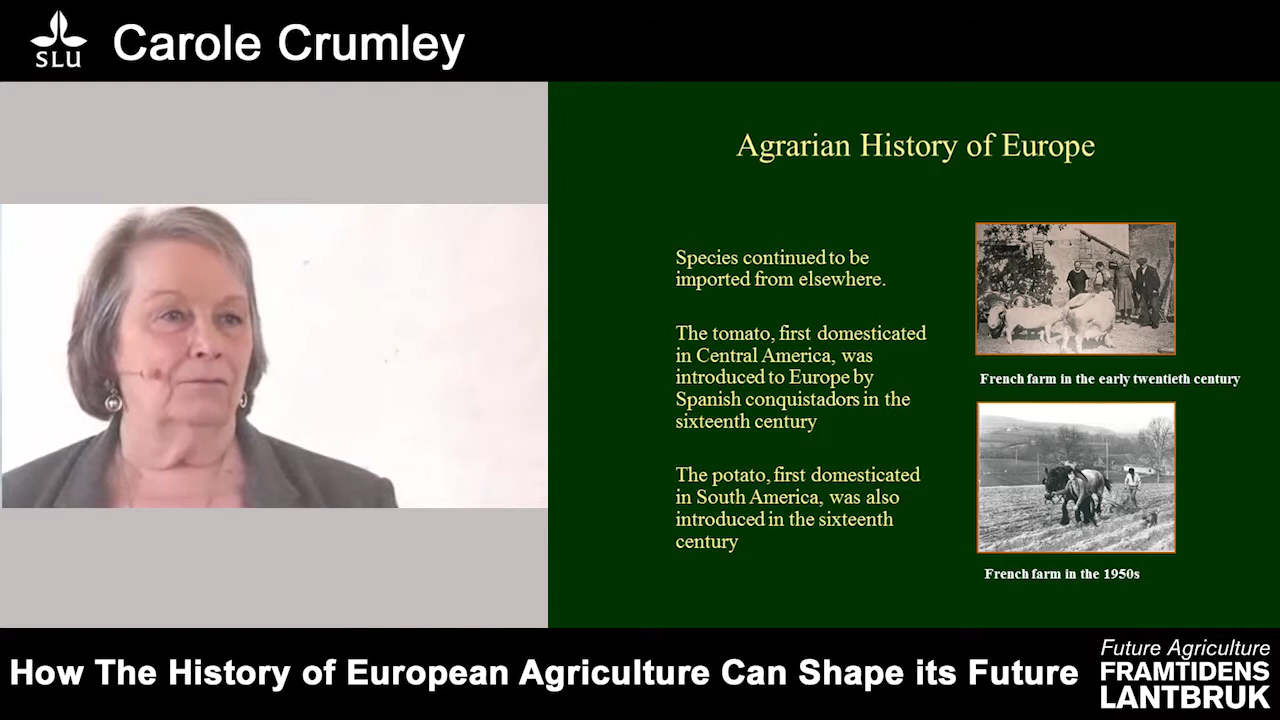 SLU
Carole Crumley
Agrarian History of Europe
Species continued to be
imported from elsewhere.
The tomato, first domesticated
in Central America, was
introduced to Europe by
Spanish conquistadors in the
sixteenth century
The potato, first domesticated
in South America, was also
introduced in the sixteenth
century
French farm in the early twentieth century
French farm in the 1950s
How The History of European Agriculture Can Shape its Future
Future Agriculture
FRAMTIDENS
LANTBRUK